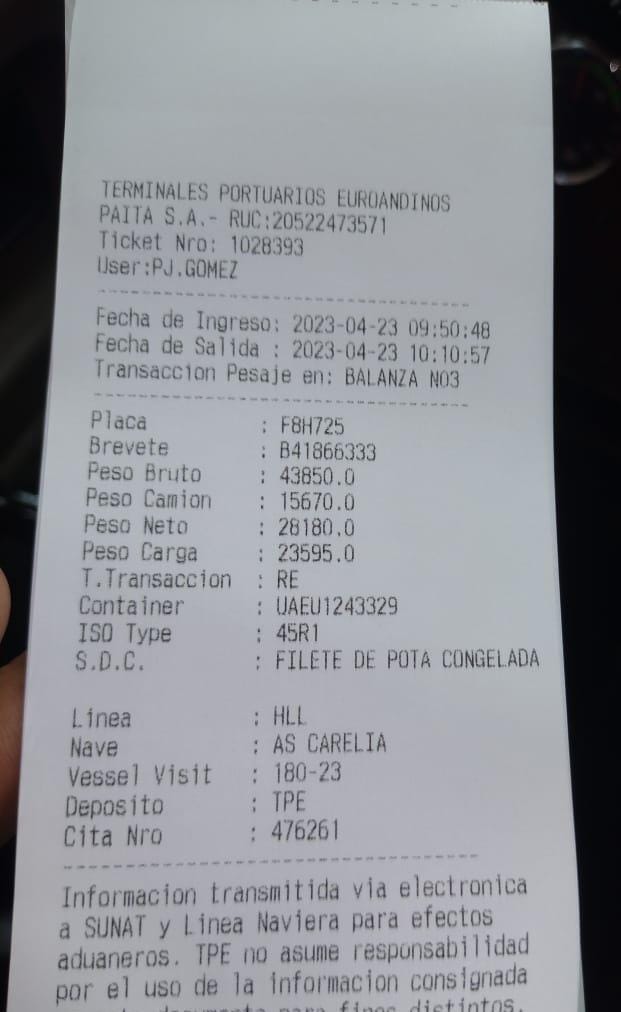 TERMINALES PORTUARIOS EUROANDINOS
PAITA S.A.- RUC:20522473571
Ticket Nro: 1028393
User:PJ.GOMEZ
Fecha de Ingreso: 2023-04-23 09:50:48
Fecha de Salida : 2023-04-23 10:10:57
Transaccion Pesaje en: BALANZA N03
Placa : F8H725
Brevete : B41866333
Peso Bruto : 43850.0
Peso Camion : 15670.0
Peso Neto : 28180.0
Peso Carga : 23595.0
T.Transaccion : RE
Container : UAEU1243329
ISO Type : 45R1
S.D.C. : FILETE DE POTA CONGELADA
Linea : HLL
Nave : AS CARELIA
Vessel Visit : 180-23
Deposito : TPE
Cita Nro : 476261
Informacion transmitida via electronica
a SUNAT y Linea Naviera para efectos
aduaneros. TPE no asume responsabilidad
por el uso de la informacion consignada
para fines distintos.